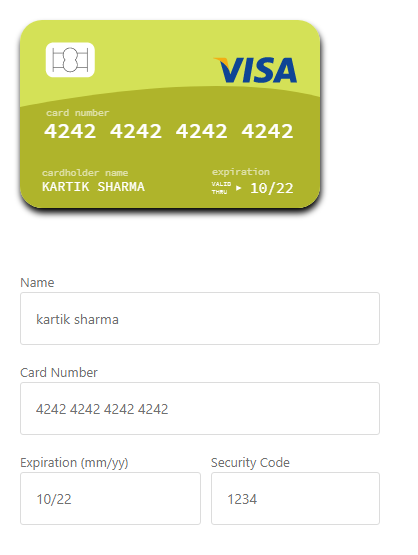 VISA
card number
4242 4242 4242 4242
cardholder name
KARTIK SHARMA
expiration
VALID THRU ▸ 10/22
Name
kartik sharma
Card Number
4242 4242 4242 4242
Expiration (mm/yy) Security Code
10/22 1234